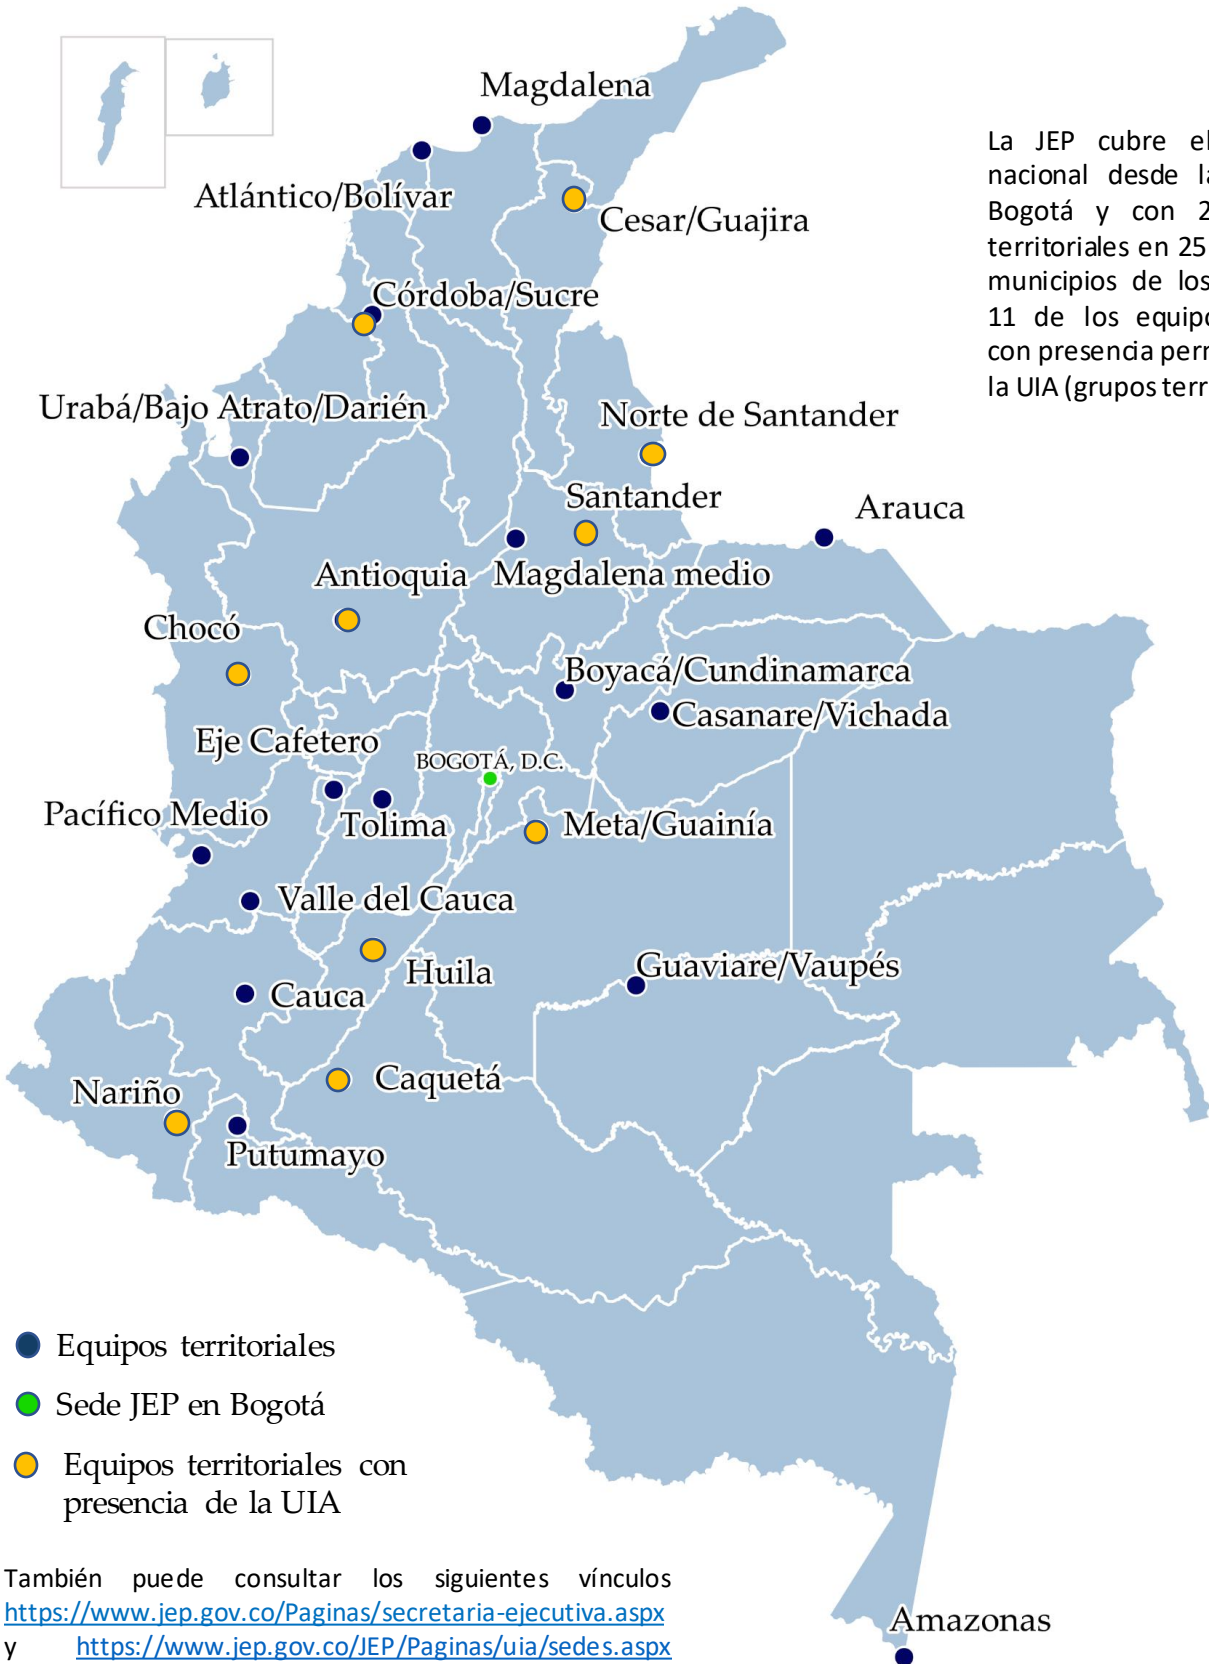 Magdalena
Atlántico/Bolívar
Cesar/Guajira
Córdoba/Sucre
Urabá/Bajo Atrato/Darién
Norte de Santander
Santander
Arauca
Antioquia
Magdalena medio
Chocó
Boyacá/Cundinamarca
Casanare/Vichada
Eje Cafetero
BOGOTÁ, D.C.
Pacífico Medio
Tolima
Meta/Guainía
Valle del Cauca
Huila
Guaviare/Vaupés
Cauca
Caquetá
Nariño
Putumayo
Amazonas
La JEP cubre el
nacional desde la
Bogotá y con 2
territoriales en 25
municipios de los
11 de los equipo
con presencia perr
la UIA (grupos terr
Equipos territoriales
Sede JEP en Bogotá
Equipos territoriales con
presencia de la UIA
También puede consultar los siguientes vínculos
https://www.jep.gov.co/Paginas/secretaria-ejecutiva.aspx
y https://www.jep.gov.co/JEP/Paginas/uia/sedes.aspx